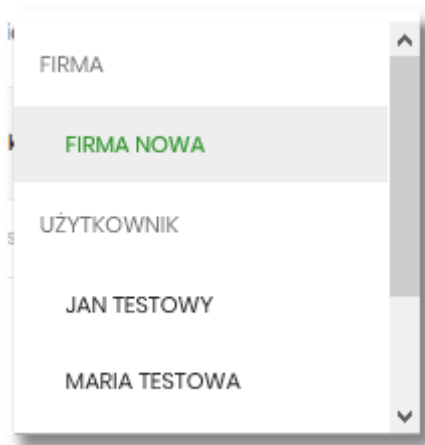 FIRMA
FIRMA NOWA
UŻYTKOWNIK
JAN TESTOWY
MARIA TESTOWA